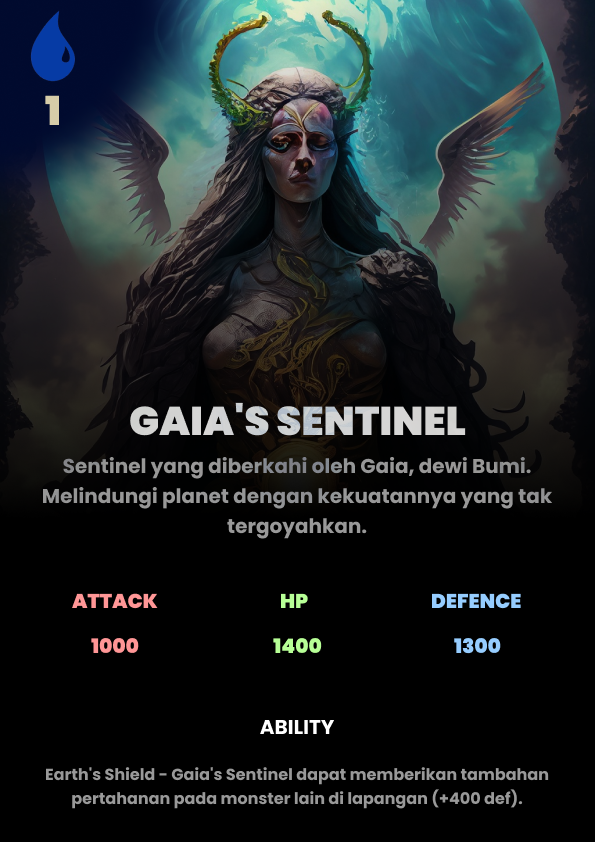 1
GAIA'S SENTINEL
Sentinel yang diberkahi oleh Gaia, dewi Bumi.
Melindungi planet dengan kekuatannya yang tak
tergoyahkan.
ATTACK HP DEFENCE
1000 1400 1300
ABILITY
Earth's Shield - Gaia's Sentinel dapat memberikan tambahan
pertahanan pada monster lain di lapangan (+400 def).